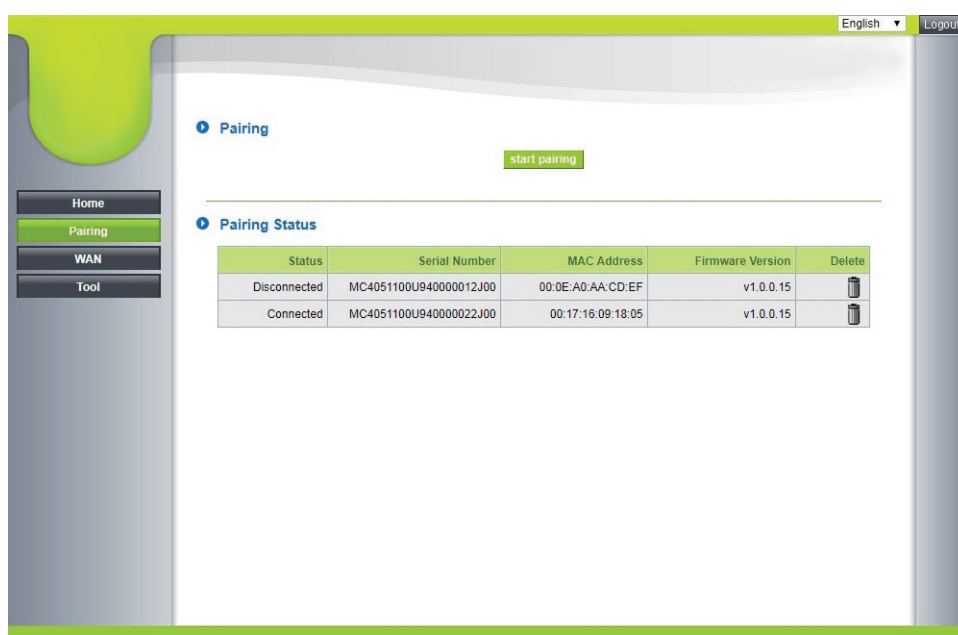 English Logout
Pairing
start pairing
Home
Pairing
WAN
Tool
Pairing Status
Status Serial Number MAC Address Firmware Version Delete
Disconnected MC4051100U940000012J00 00:0E:A0:AA:CD:EF v1.0.0.15
Connected MC4051100U940000022J00 00:17:16:09:18:05 v1.0.0.15